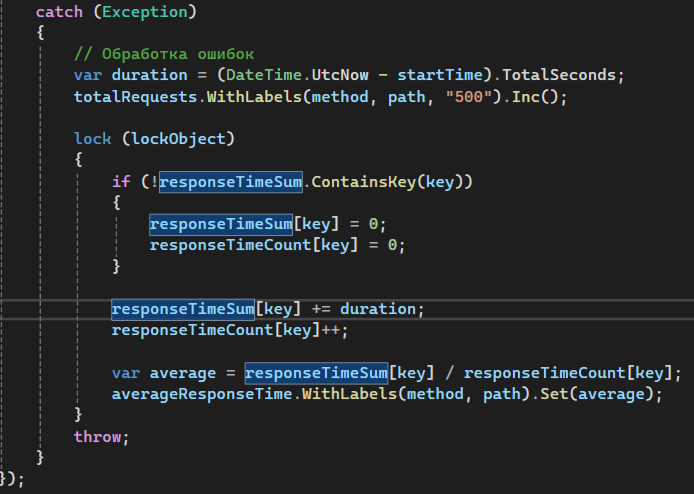 catch (Exception)
{
// Обработка ошибок
var duration = (DateTime.UtcNow - startTime).TotalSeconds;
totalRequests.WithLabels(method, path, "500").Inc();
lock (lockObject)
{
if (!responseTimeSum.ContainsKey(key))
{
responseTimeSum[key] = 0;
responseTimeCount[key] = 0;
}
responseTimeSum[key] += duration;
responseTimeCount[key]++;
var average = responseTimeSum[key] / responseTimeCount[key];
averageResponseTime.WithLabels(method, path).Set(average);
}
throw;
}
});